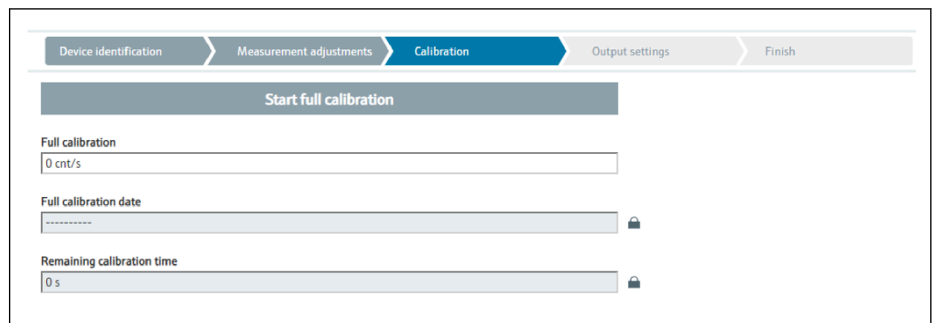 Device identification Measurement adjustments Calibration Output settings Finish
Start full calibration
Full calibration
0 cnt/s
Full calibration date
----------
Remaining calibration time
0 s